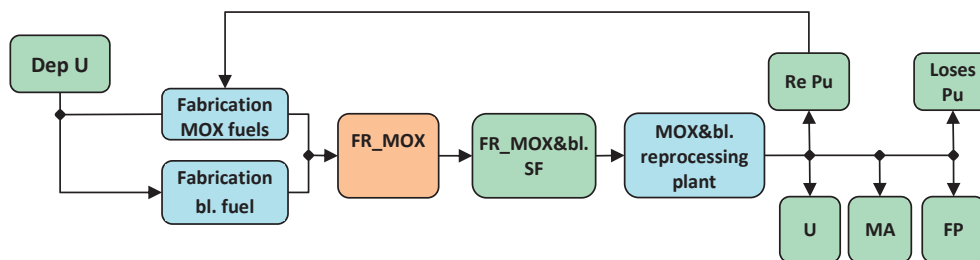 Dep U
Fabrication
MOX fuels
Fabrication
bl. fuel
FR_MOX
FR_MOX&bl.
SF
MOX&bl.
reprocessing
plant
Re Pu
Loses
Pu
U
MA
FP